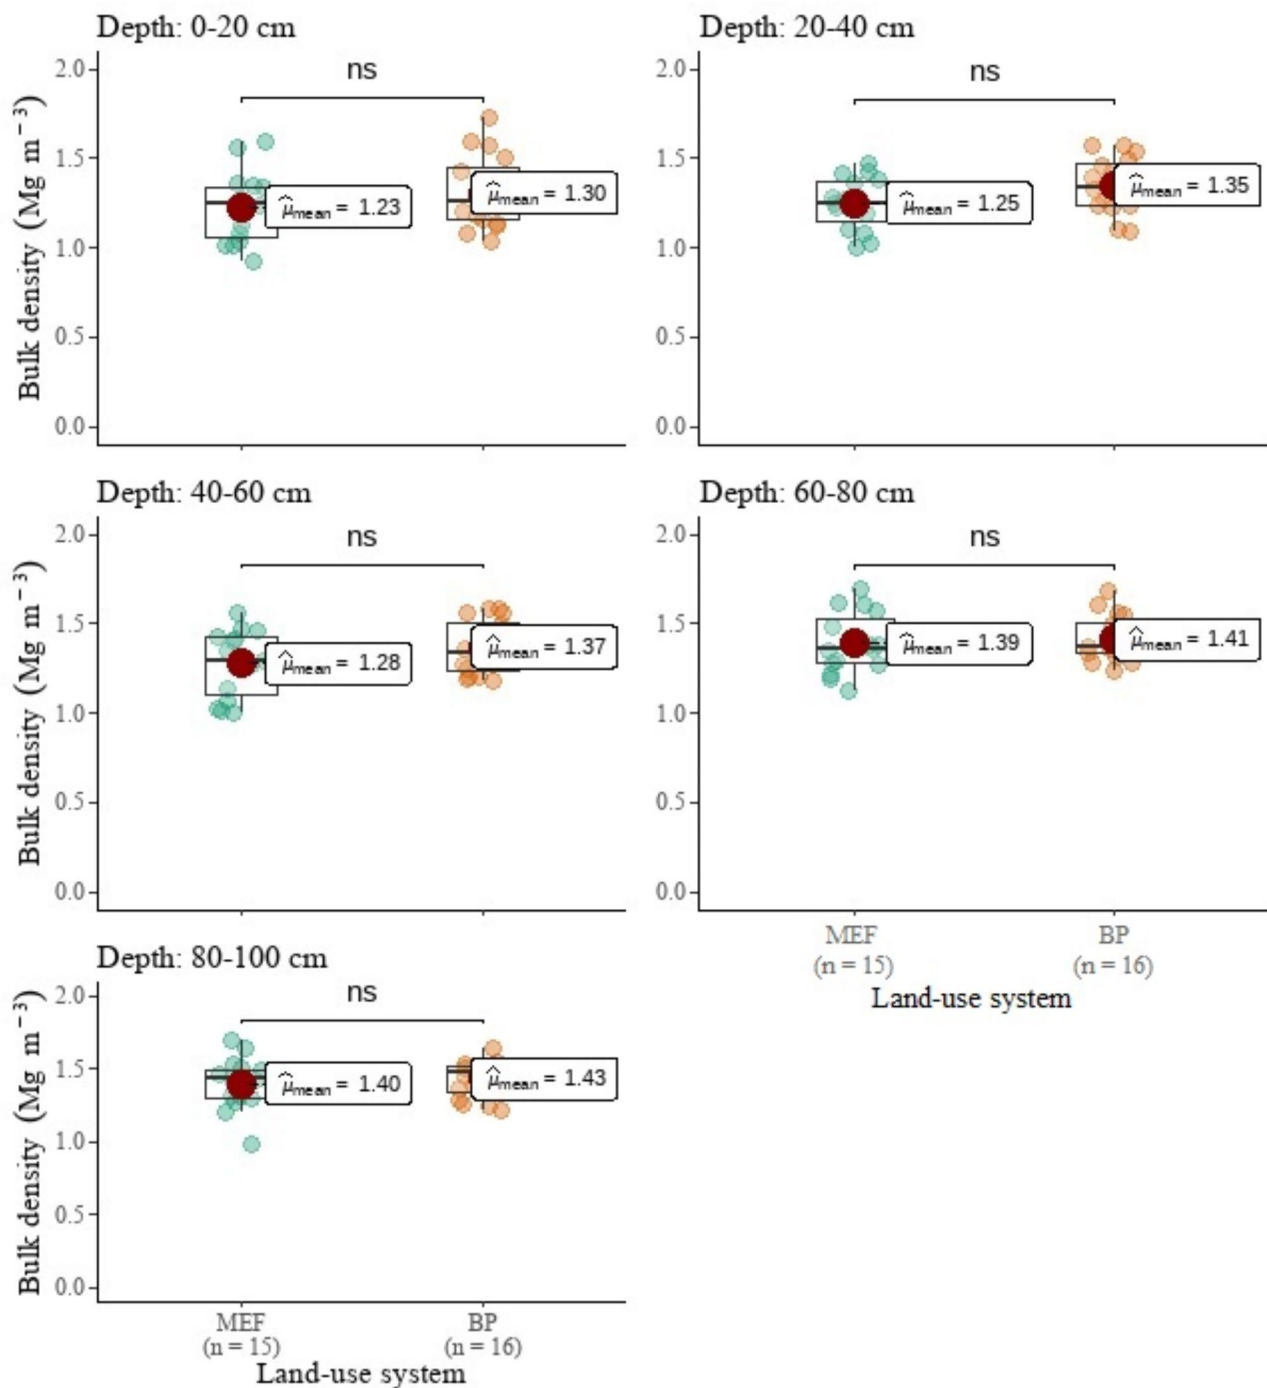 Depth: 0-20 cm
Bulk density (Mg m⁻³)
2.0
1.5
1.0
0.5
0.0
ns
μ̂mean = 1.23
μ̂mean = 1.30
Depth: 20-40 cm
2.0
1.5
1.0
0.5
0.0
ns
μ̂mean = 1.25
μ̂mean = 1.35
Depth: 40-60 cm
Bulk density (Mg m⁻³)
2.0
1.5
1.0
0.5
0.0
ns
μ̂mean = 1.28
μ̂mean = 1.37
Depth: 60-80 cm
2.0
1.5
1.0
0.5
0.0
ns
μ̂mean = 1.39
μ̂mean = 1.41
MEF
(n = 15)
BP
(n = 16)
Land-use system
Depth: 80-100 cm
Bulk density (Mg m⁻³)
2.0
1.5
1.0
0.5
0.0
ns
μ̂mean = 1.40
μ̂mean = 1.43
MEF
(n = 15)
BP
(n = 16)
Land-use system